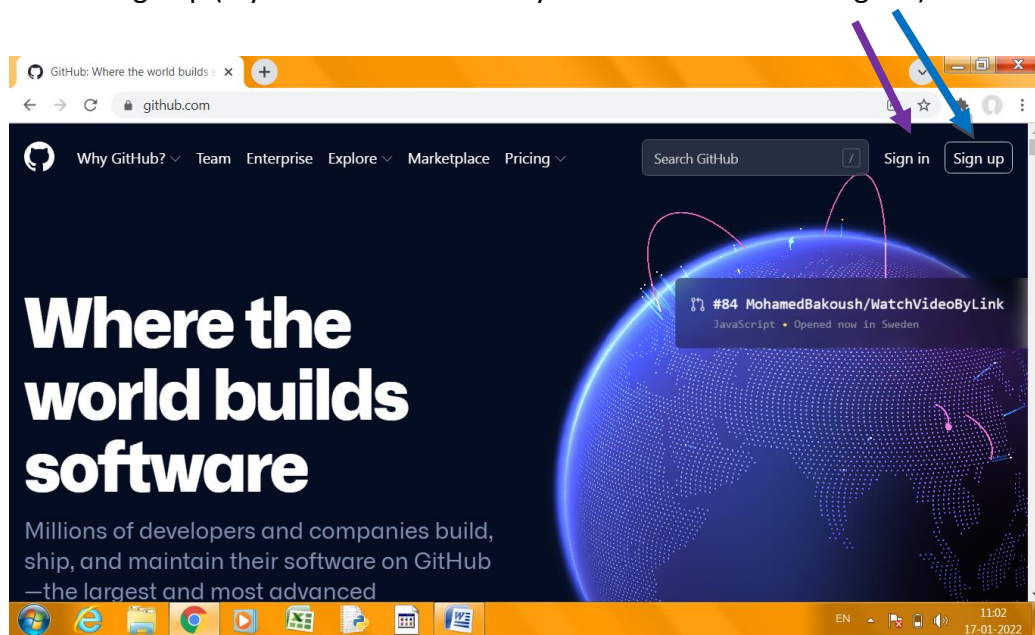 GitHub: Where the world builds s
github.com
Why GitHub? Team Enterprise Explore Marketplace Pricing
Search GitHub /
Sign in
Sign up
#84 MohamedBakoush/WatchVideoByLink
JavaScript • Opened now in Sweden
Where the
world builds
software
Millions of developers and companies build,
ship, and maintain their software on GitHub
—the largest and most advanced
EN
11:02
17-01-2022